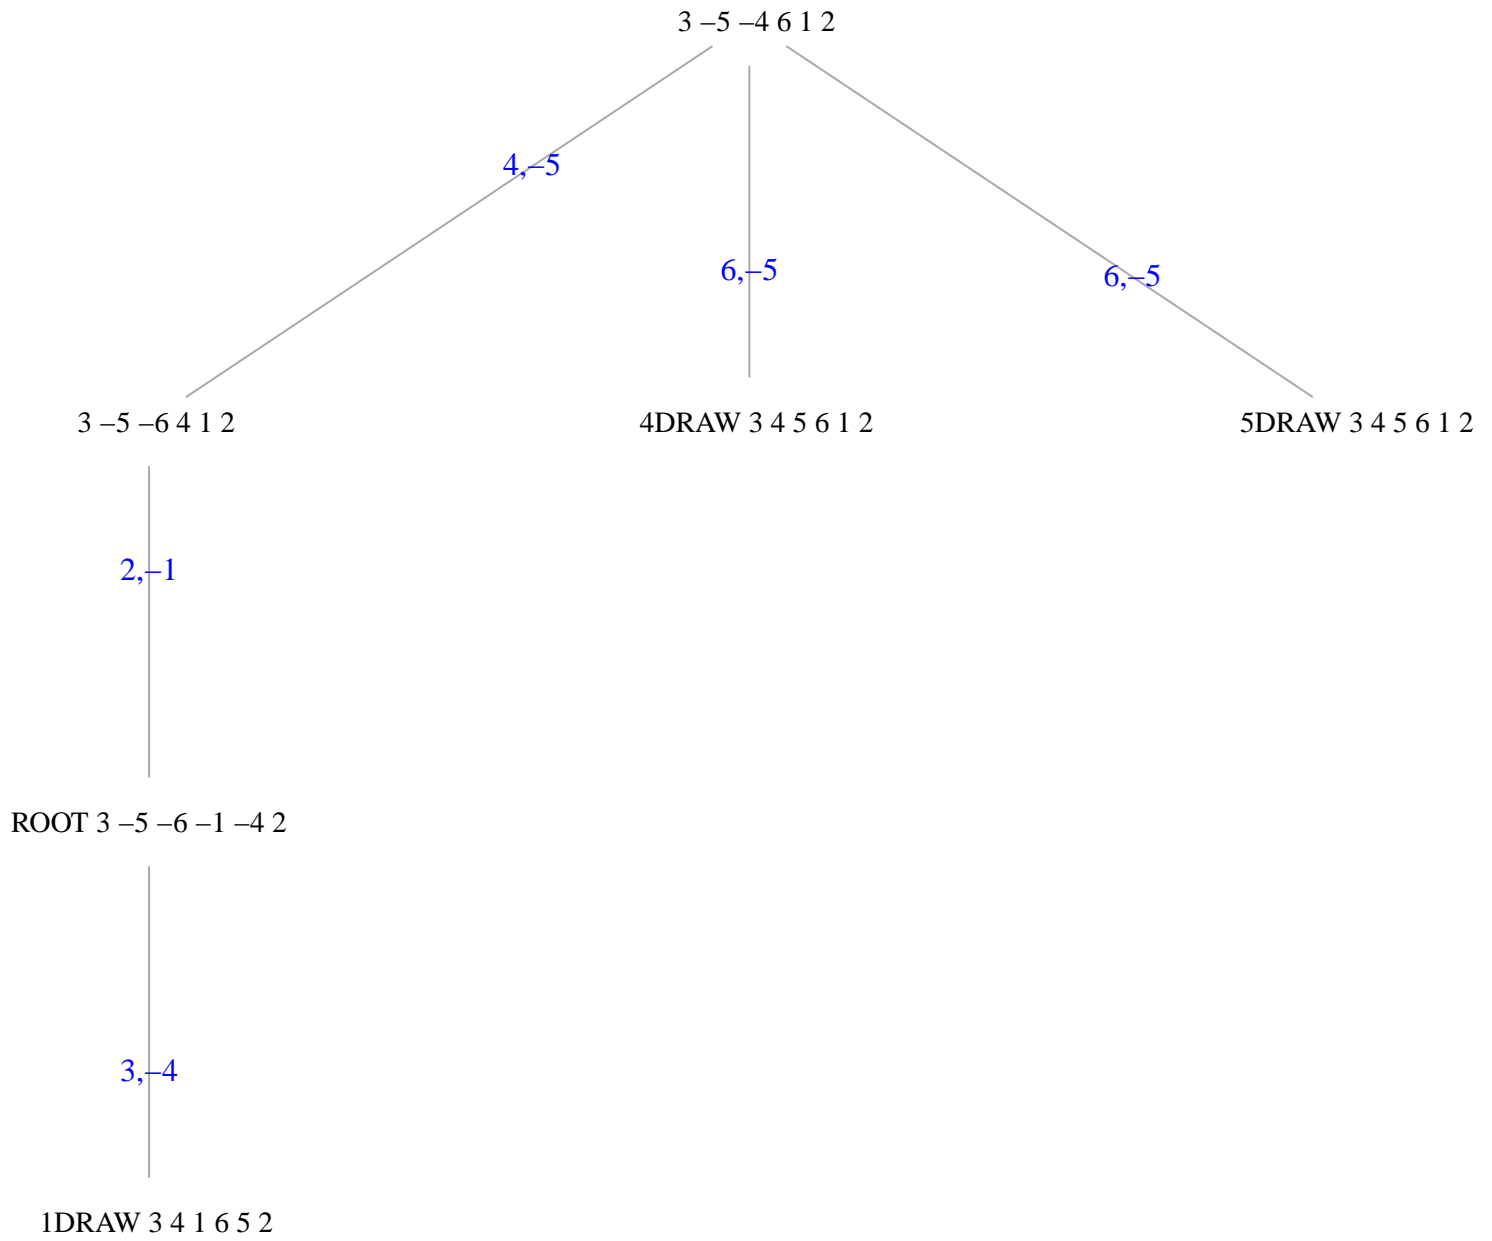 3 –5 –4 6 1 2
4,–5
6,–5
6,–5
3 –5 –6 4 1 2
4DRAW 3 4 5 6 1 2
5DRAW 3 4 5 6 1 2
2,–1
ROOT 3 –5 –6 –1 –4 2
3,–4
1DRAW 3 4 1 6 5 2